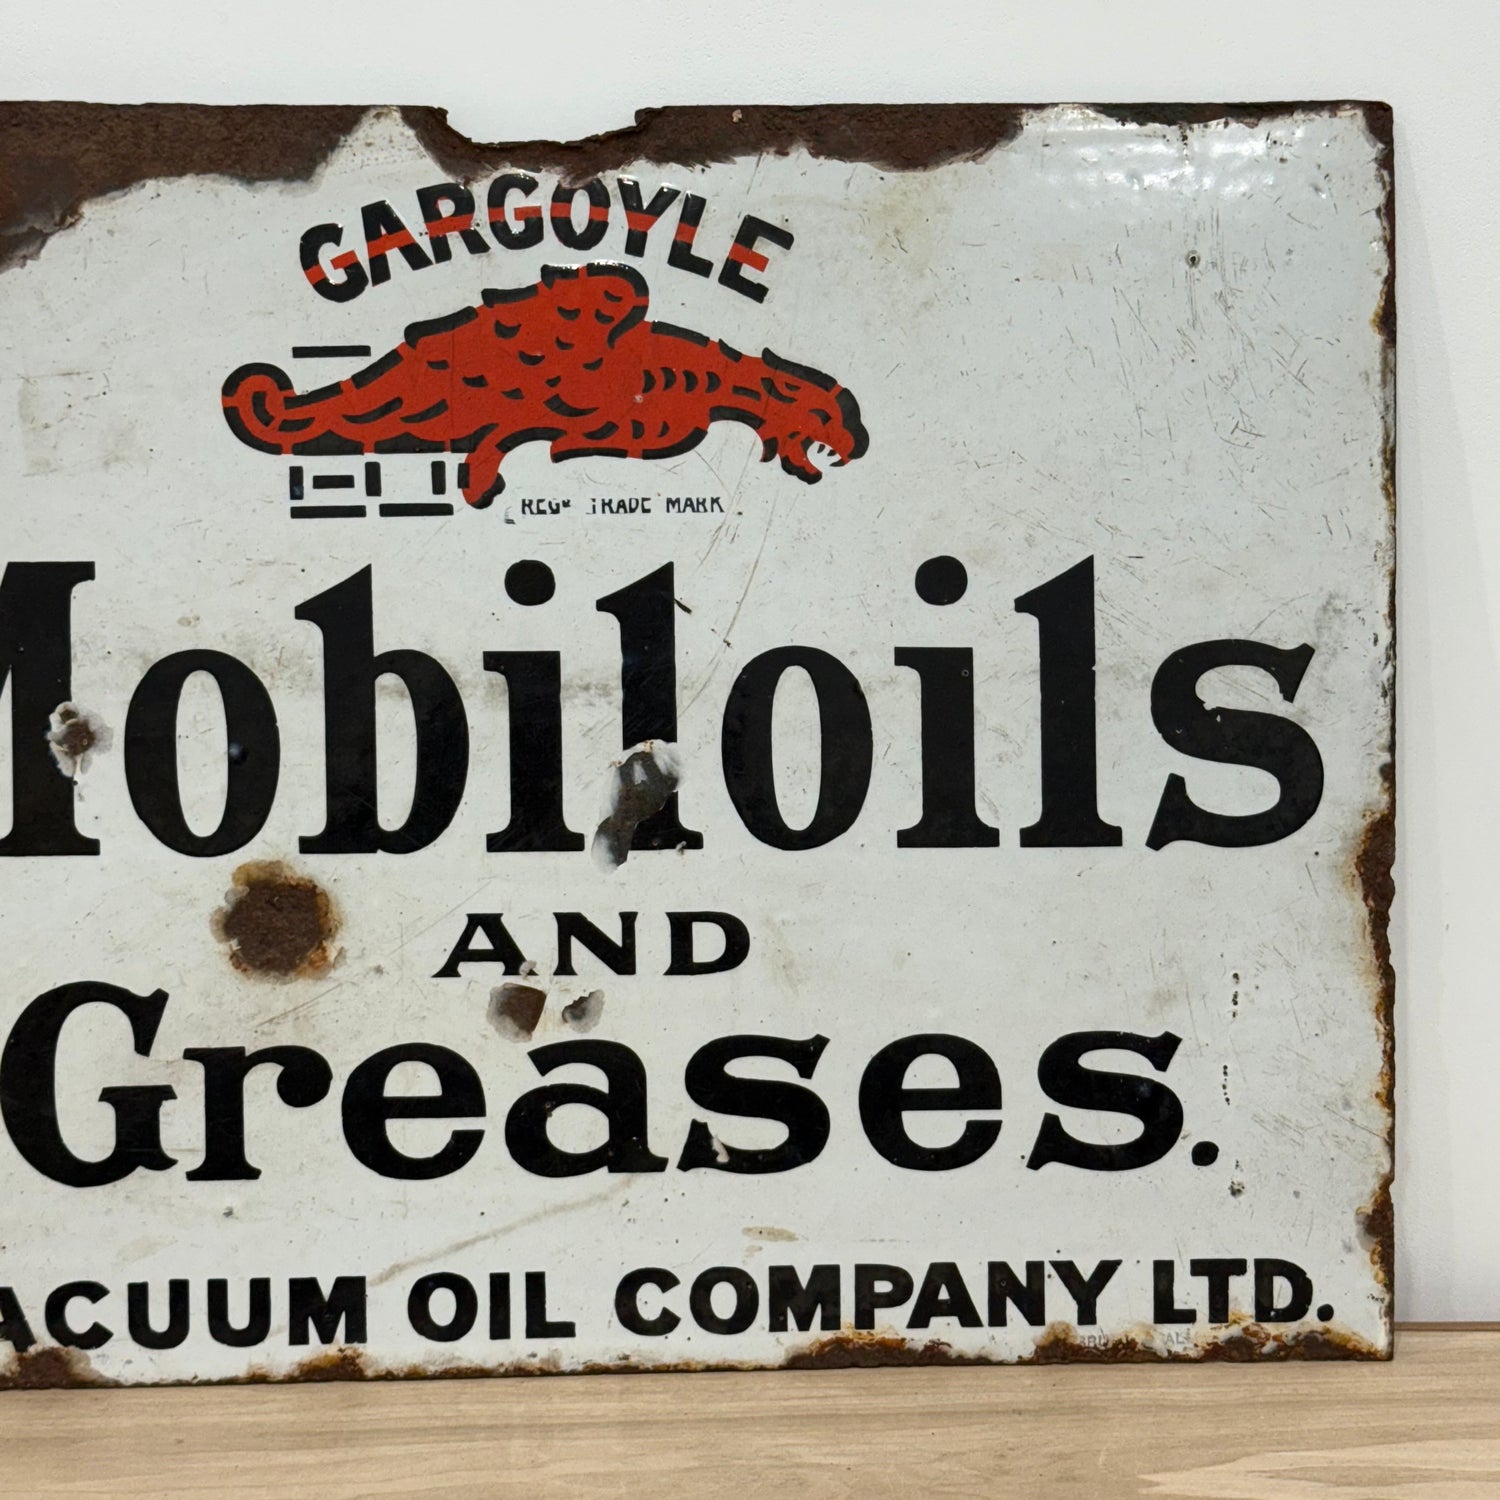 GARGOYLE
REGD TRADE MARK
Mobiloils
AND
Greases.
ACUUM OIL COMPANY LTD.